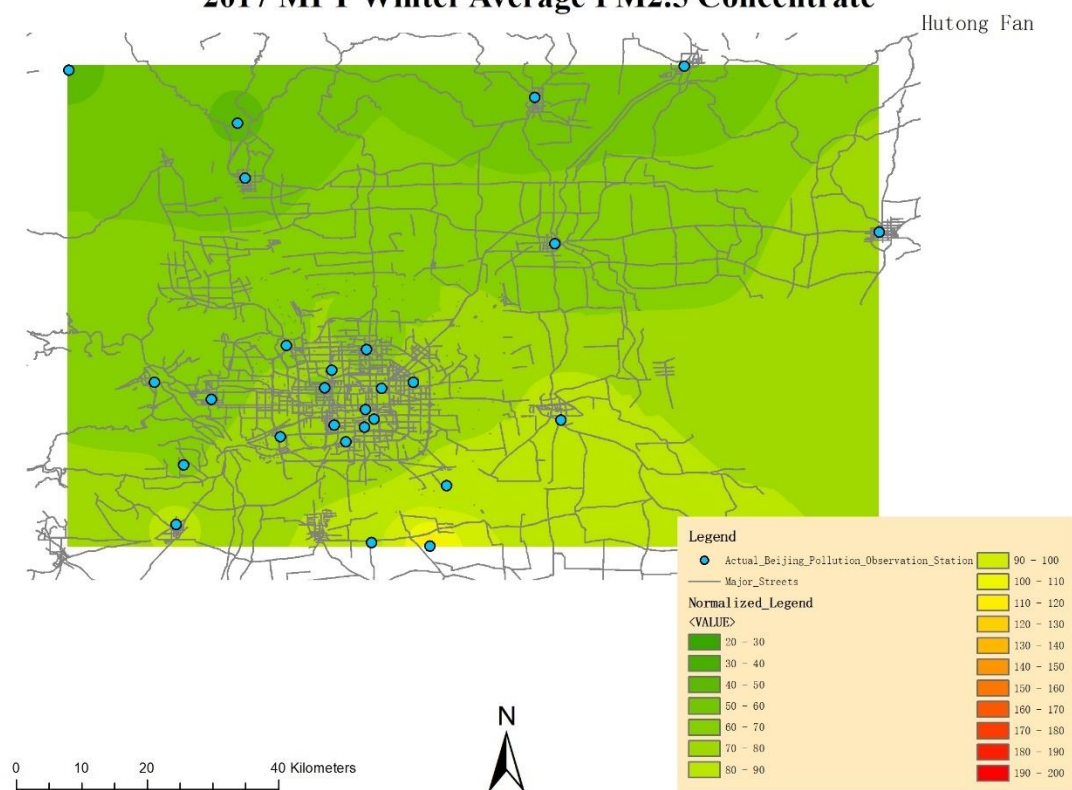 2017 Winter Average PM2.5 Concentrate
Hutong Fan
Legend
Actual_Beijing_Pollution_Observation_Station
Major_Streets
Normalized_Legend
<VALUE>
20 - 30
30 - 40
40 - 50
50 - 60
60 - 70
70 - 80
80 - 90
90 - 100
100 - 110
110 - 120
120 - 130
130 - 140
140 - 150
150 - 160
160 - 170
170 - 180
180 - 190
190 - 200
N
0 10 20 40 Kilometers